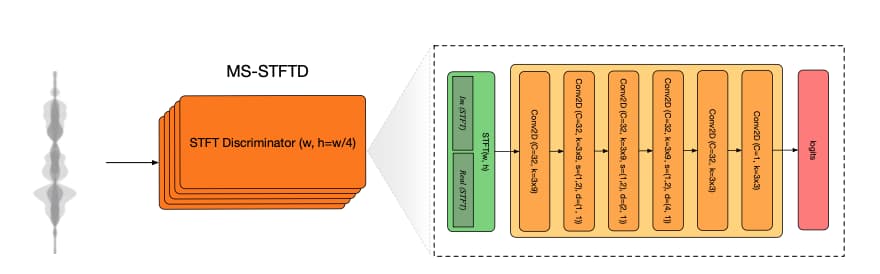 MS-STFTD
STFT Discriminator (w, h=w/4)
Im (STFT)
Real (STFT)
STFT(w, h)
Conv2D (C=32, k=3x9)
Conv2D (C=32, k=3x9, s=(1,2), d=(1, 1))
Conv2D (C=32, k=3x9, s=(1,2), d=(2, 1))
Conv2D (C=32, k=3x9, s=(1,2), d=(4, 1))
Conv2D (C=32, k=3x3)
Conv2D (C=1, k=3x3)
logits